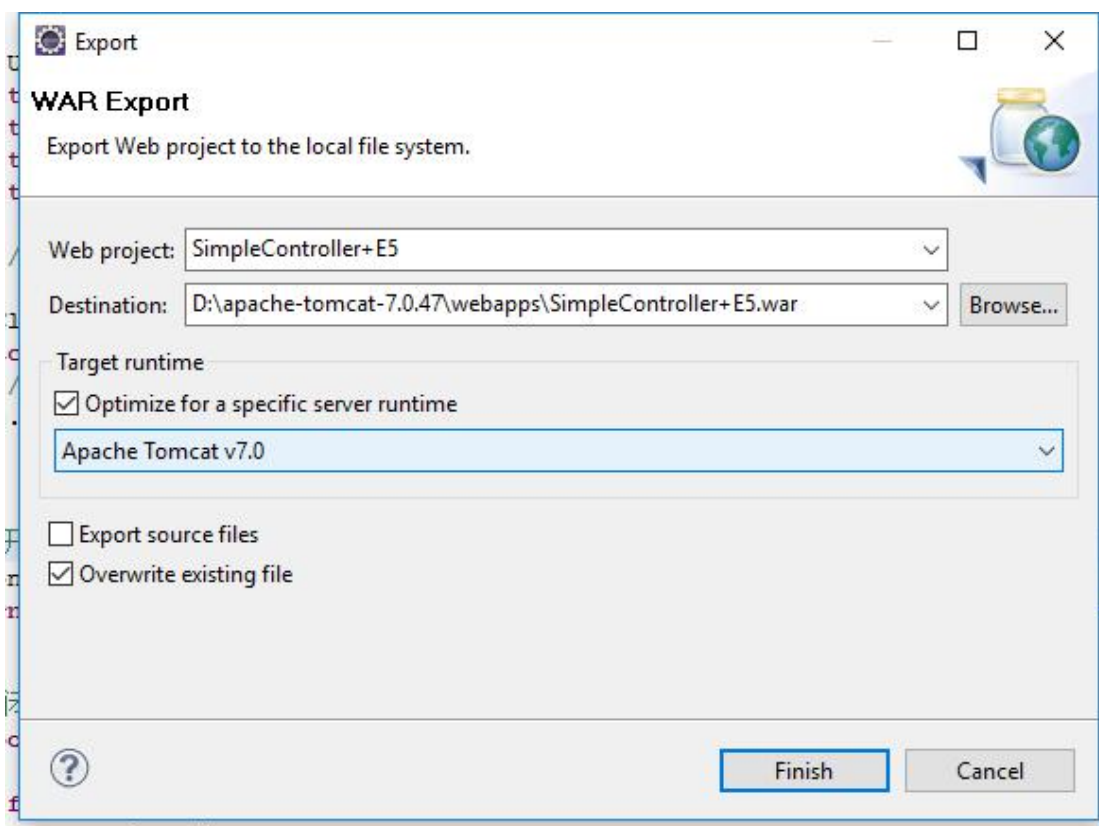 Export
WAR Export
Export Web project to the local file system.
Web project: SimpleController+E5
Destination: D:\apache-tomcat-7.0.47\webapps\SimpleController+E5.war Browse...
Target runtime
Optimize for a specific server runtime
Apache Tomcat v7.0
Export source files
Overwrite existing file
? Finish Cancel